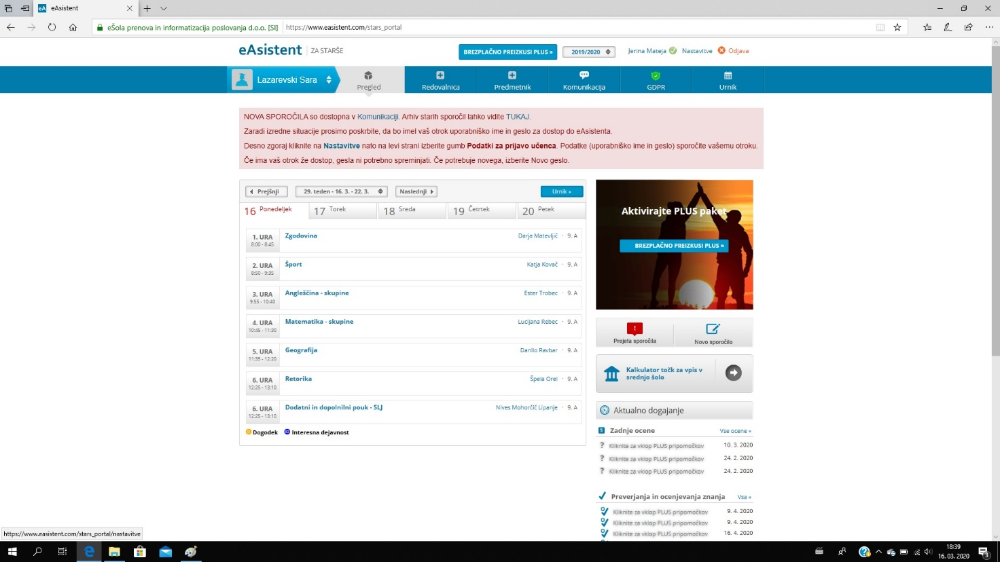 eAsistent
eŠola prenova in informatizacija poslovanja d.o.o. [SI]
https://www.easistent.com/stars_portal
eAsistent
ZA STARŠE
BREZPLAČNO PREIZKUSI PLUS »
2019/2020
Jerina Mateja
Nastavitve
Odjava
Lazarevski Sara
Pregled
Redovalnica
Predmetnik
Komunikacija
GDPR
Urnik
NOVA SPOROČILA so dostopna v Komunikaciji. Arhiv starih sporočil lahko vidite TUKAJ.
Zaradi izredne situacije prosimo poskrbite, da bo imel vaš otrok uporabniško ime in geslo za dostop do eAsistenta.
Desno zgoraj kliknite na Nastavitve nato na levi strani izberite gumb Podatki za prijavo učenca. Podatke (uporabniško ime in geslo) sporočite vašemu otroku.
Če ima vaš otrok že dostop, gesla ni potrebno spreminjati. Če potrebuje novega, izberite Novo geslo.
Prejšnji
29. teden - 16. 3. - 22. 3.
Naslednji
Urnik »
16 Ponedeljek
17 Torek
18 Sreda
19 Četrtek
20 Petek
1. URA
8:00 - 8:45
Zgodovina
Darja Matevljič · 9. A
2. URA
8:50 - 9:35
Šport
Katja Kovač · 9. A
3. URA
9:55 - 10:40
Angleščina - skupine
Ester Trobec · 9. A
4. URA
10:45 - 11:30
Matematika - skupine
Lucijana Rebec · 9. A
5. URA
11:35 - 12:20
Geografija
Danilo Ravbar · 9. A
6. URA
12:25 - 13:10
Retorika
Špela Orel · 9. A
6. URA
12:25 - 13:10
Dodatni in dopolnilni pouk - SLJ
Nives Mohorčič Lipanje · 9. A
Dogodek
Interesna dejavnost
Aktivirajte PLUS paket
BREZPLAČNO PREIZKUSI PLUS »
Prejeta sporočila
Novo sporočilo
Kalkulator točk za vpis v
srednjo šolo
Aktualno dogajanje
5 Zadnje ocene
Vse ocene »
? Kliknite za vklop PLUS pripomočkov 10. 3. 2020
? Kliknite za vklop PLUS pripomočkov 24. 2. 2020
? Kliknite za vklop PLUS pripomočkov 24. 2. 2020
Preverjanja in ocenjevanja znanja
Vsa »
Kliknite za vklop PLUS pripomočkov 9. 4. 2020
Kliknite za vklop PLUS pripomočkov 9. 4. 2020
Kliknite za vklop PLUS pripomočkov 16. 4. 2020
https://www.easistent.com/stars_portal/nastavitve
18:39
16. 03. 2020
3